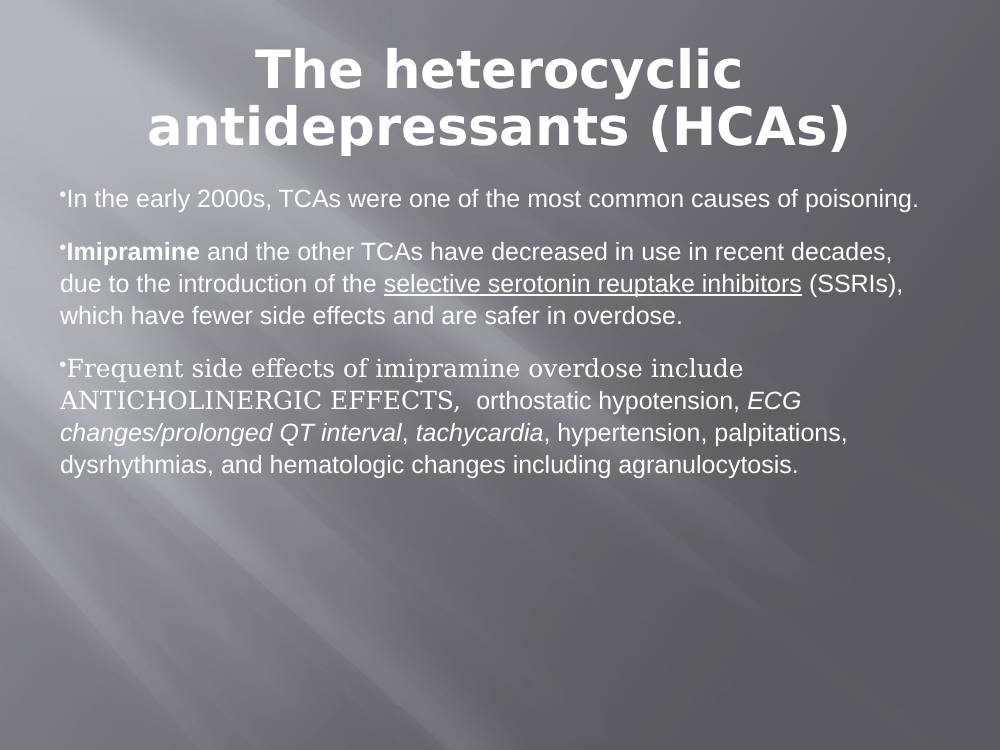 The heterocyclic
antidepressants (HCAs)
•In the early 2000s, TCAs were one of the most common causes of poisoning.
•Imipramine and the other TCAs have decreased in use in recent decades,
due to the introduction of the selective serotonin reuptake inhibitors (SSRIs),
which have fewer side effects and are safer in overdose.
•Frequent side effects of imipramine overdose include
ANTICHOLINERGIC EFFECTS,  orthostatic hypotension, ECG
changes/prolonged QT interval, tachycardia, hypertension, palpitations,
dysrhythmias, and hematologic changes including agranulocytosis.